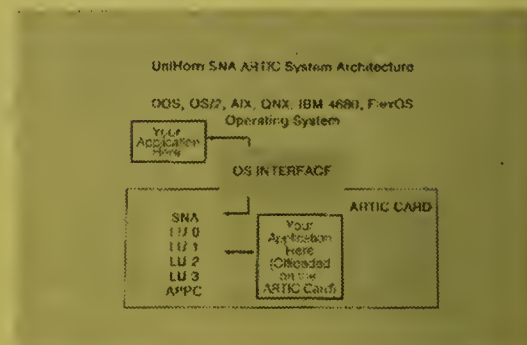 UniHorn SNA ARTIC System Architecture
DOS, OS/2, AIX, QNX, IBM 4680, FlexOS
Operating System
Your
Application
Here
OS INTERFACE
ARTIC CARD
SNA
LU 0
LU 1
LU 2
LU 3
APPC
Your
Application
Here
(Offloaded
on the
ARTIC Card)